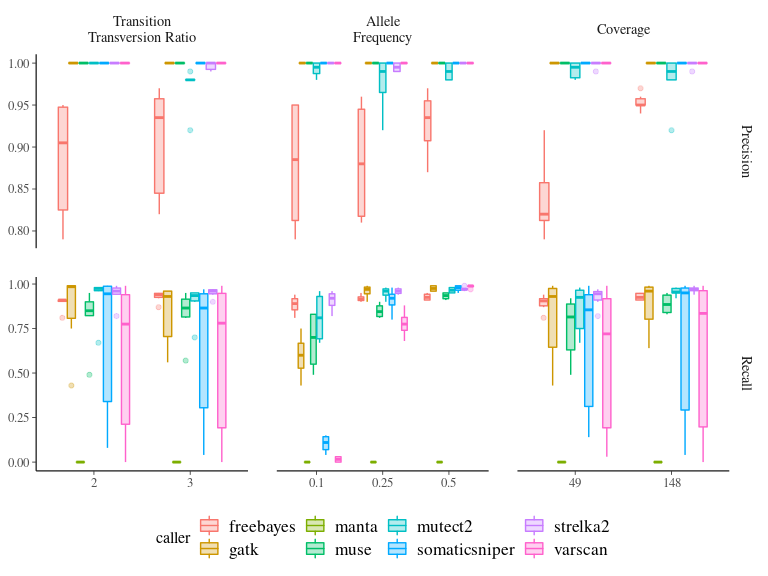 Transition
Transversion Ratio
Allele
Frequency
Coverage
1.00
0.95
0.90
0.85
0.80
Precision
1.00
0.75
0.50
0.25
0.00
Recall
2
3
0.1
0.25
0.5
49
148
caller
freebayes
manta
mutect2
strelka2
gatk
muse
somaticsniper
varscan